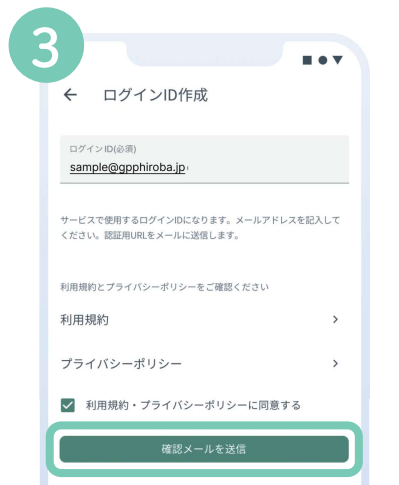 3
ログインID作成
ログインID(必須)
sample@gpphiroba.jp
サービスで使用するログインIDになります。メールアドレスを記入して
ください。認証用URLをメールに送信します。
利用規約とプライバシーポリシーをご確認ください
利用規約
プライバシーポリシー
利用規約・プライバシーポリシーに同意する
確認メールを送信